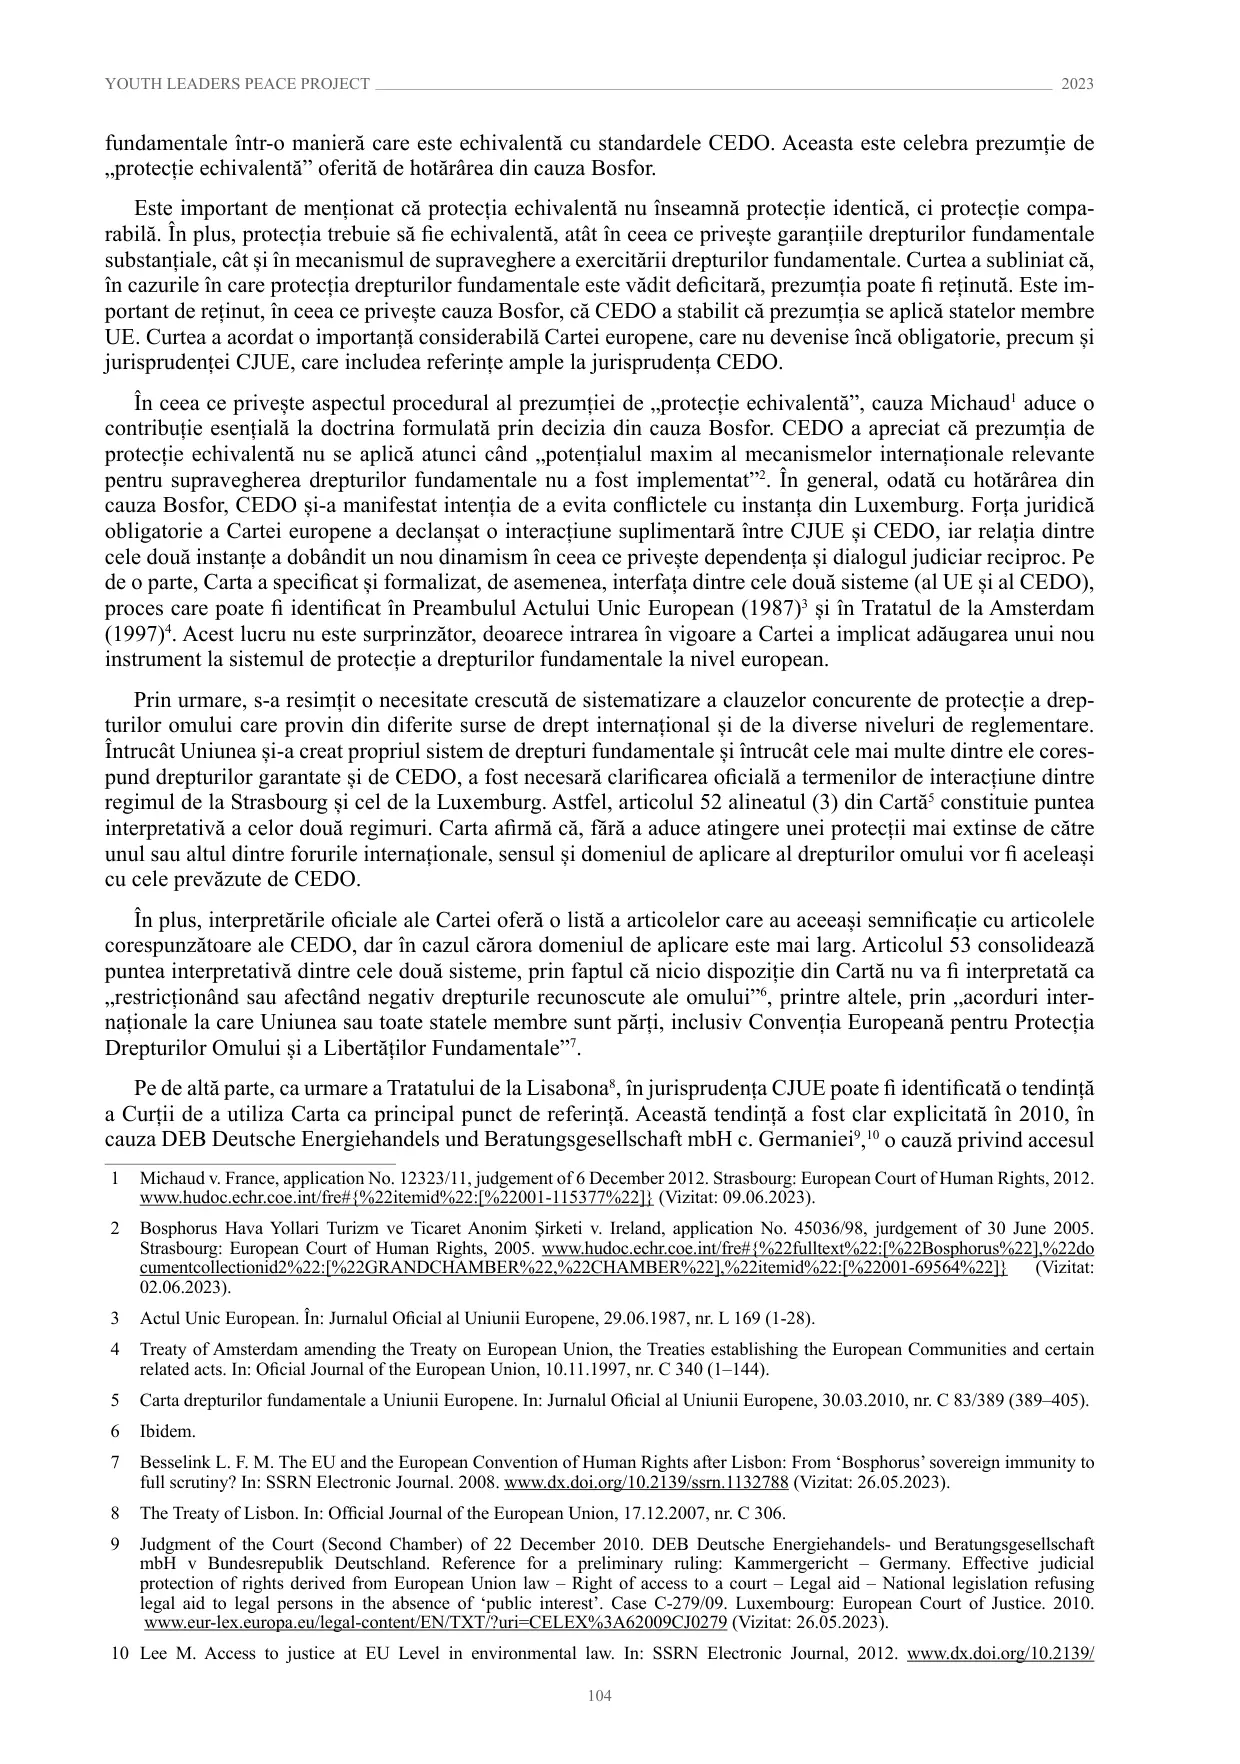 YOUTH LEADERS PEACE PROJECT 2023
fundamentale într-o manieră care este echivalentă cu standardele CEDO. Aceasta este celebra prezumție de
„protecție echivalentă” oferită de hotărârea din cauza Bosfor.
Este important de menționat că protecția echivalentă nu înseamnă protecție identică, ci protecție compa-
rabilă. În plus, protecția trebuie să fie echivalentă, atât în ceea ce privește garanțiile drepturilor fundamentale
substanțiale, cât și în mecanismul de supraveghere a exercitării drepturilor fundamentale. Curtea a subliniat că,
în cazurile în care protecția drepturilor fundamentale este vădit deficitară, prezumția poate fi reținută. Este im-
portant de reținut, în ceea ce privește cauza Bosfor, că CEDO a stabilit că prezumția se aplică statelor membre
UE. Curtea a acordat o importanță considerabilă Cartei europene, care nu devenise încă obligatorie, precum și
jurisprudenței CJUE, care includea referințe ample la jurisprudența CEDO.
În ceea ce privește aspectul procedural al prezumției de „protecție echivalentă”, cauza Michaud¹ aduce o
contribuție esențială la doctrina formulată prin decizia din cauza Bosfor. CEDO a apreciat că prezumția de
protecție echivalentă nu se aplică atunci când „potențialul maxim al mecanismelor internaționale relevante
pentru supravegherea drepturilor fundamentale nu a fost implementat”². În general, odată cu hotărârea din
cauza Bosfor, CEDO și-a manifestat intenția de a evita conflictele cu instanța din Luxemburg. Forța juridică
obligatorie a Cartei europene a declanșat o interacțiune suplimentară între CJUE și CEDO, iar relația dintre
cele două instanțe a dobândit un nou dinamism în ceea ce privește dependența și dialogul judiciar reciproc. Pe
de o parte, Carta a specificat și formalizat, de asemenea, interfața dintre cele două sisteme (al UE și al CEDO),
proces care poate fi identificat în Preambulul Actului Unic European (1987)³ și în Tratatul de la Amsterdam
(1997)⁴. Acest lucru nu este surprinzător, deoarece intrarea în vigoare a Cartei a implicat adăugarea unui nou
instrument la sistemul de protecție a drepturilor fundamentale la nivel european.
Prin urmare, s-a resimțit o necesitate crescută de sistematizare a clauzelor concurente de protecție a drep-
turilor omului care provin din diferite surse de drept internațional și de la diverse niveluri de reglementare.
Întrucât Uniunea și-a creat propriul sistem de drepturi fundamentale și întrucât cele mai multe dintre ele cores-
pund drepturilor garantate și de CEDO, a fost necesară clarificarea oficială a termenilor de interacțiune dintre
regimul de la Strasbourg și cel de la Luxemburg. Astfel, articolul 52 alineatul (3) din Cartă⁵ constituie puntea
interpretativă a celor două regimuri. Carta afirmă că, fără a aduce atingere unei protecții mai extinse de către
unul sau altul dintre forurile internaționale, sensul și domeniul de aplicare al drepturilor omului vor fi aceleași
cu cele prevăzute de CEDO.
În plus, interpretările oficiale ale Cartei oferă o listă a articolelor care au aceeași semnificație cu articolele
corespunzătoare ale CEDO, dar în cazul cărora domeniul de aplicare este mai larg. Articolul 53 consolidează
puntea interpretativă dintre cele două sisteme, prin faptul că nicio dispoziție din Cartă nu va fi interpretată ca
„restricționând sau afectând negativ drepturile recunoscute ale omului”⁶, printre altele, prin „acorduri inter-
naționale la care Uniunea sau toate statele membre sunt părți, inclusiv Convenția Europeană pentru Protecția
Drepturilor Omului și a Libertăților Fundamentale”⁷.
Pe de altă parte, ca urmare a Tratatului de la Lisabona⁸, în jurisprudența CJUE poate fi identificată o tendință
a Curții de a utiliza Carta ca principal punct de referință. Această tendință a fost clar explicitată în 2010, în
cauza DEB Deutsche Energiehandels und Beratungsgesellschaft mbH c. Germaniei⁹,¹⁰ o cauză privind accesul
1 Michaud v. France, application No. 12323/11, judgement of 6 December 2012. Strasbourg: European Court of Human Rights, 2012.
www.hudoc.echr.coe.int/fre#{%22itemid%22:[%22001-115377%22]} (Vizitat: 09.06.2023).
2 Bosphorus Hava Yollari Turizm ve Ticaret Anonim Şirketi v. Ireland, application No. 45036/98, jurdgement of 30 June 2005.
Strasbourg: European Court of Human Rights, 2005. www.hudoc.echr.coe.int/fre#{%22fulltext%22:[%22Bosphorus%22],%22do
cumentcollectionid2%22:[%22GRANDCHAMBER%22,%22CHAMBER%22],%22itemid%22:[%22001-69564%22]} (Vizitat:
02.06.2023).
3 Actul Unic European. În: Jurnalul Oficial al Uniunii Europene, 29.06.1987, nr. L 169 (1-28).
4 Treaty of Amsterdam amending the Treaty on European Union, the Treaties establishing the European Communities and certain
related acts. In: Oficial Journal of the European Union, 10.11.1997, nr. C 340 (1–144).
5 Carta drepturilor fundamentale a Uniunii Europene. In: Jurnalul Oficial al Uniunii Europene, 30.03.2010, nr. C 83/389 (389–405).
6 Ibidem.
7 Besselink L. F. M. The EU and the European Convention of Human Rights after Lisbon: From ‘Bosphorus’ sovereign immunity to
full scrutiny? In: SSRN Electronic Journal. 2008. www.dx.doi.org/10.2139/ssrn.1132788 (Vizitat: 26.05.2023).
8 The Treaty of Lisbon. In: Official Journal of the European Union, 17.12.2007, nr. C 306.
9 Judgment of the Court (Second Chamber) of 22 December 2010. DEB Deutsche Energiehandels- und Beratungsgesellschaft
mbH v Bundesrepublik Deutschland. Reference for a preliminary ruling: Kammergericht – Germany. Effective judicial
protection of rights derived from European Union law – Right of access to a court – Legal aid – National legislation refusing
legal aid to legal persons in the absence of ‘public interest’. Case C-279/09. Luxembourg: European Court of Justice. 2010.
www.eur-lex.europa.eu/legal-content/EN/TXT/?uri=CELEX%3A62009CJ0279 (Vizitat: 26.05.2023).
10 Lee M. Access to justice at EU Level in environmental law. In: SSRN Electronic Journal, 2012. www.dx.doi.org/10.2139/
104